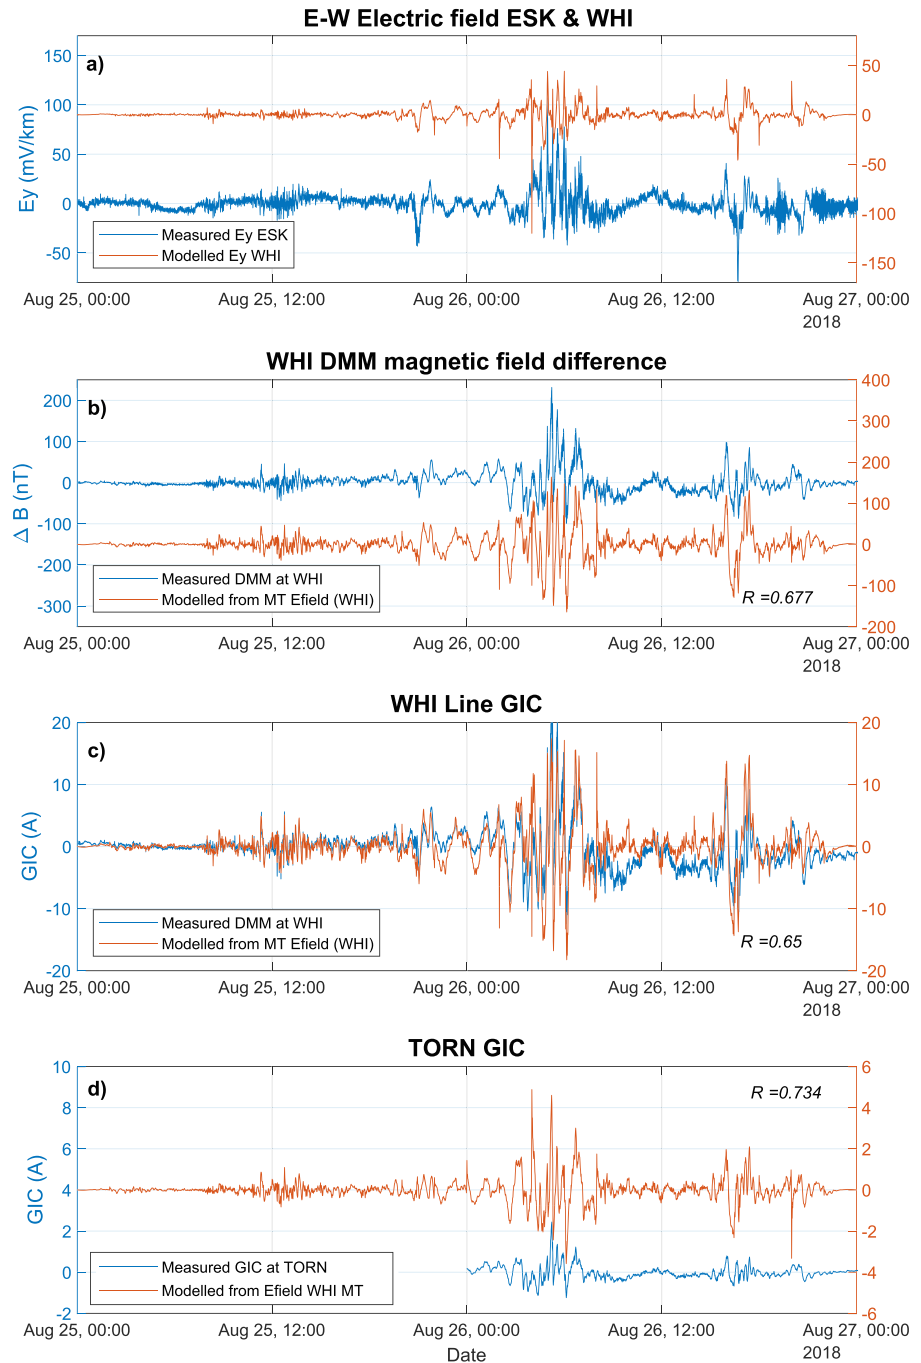 E-W Electric field ESK & WHI
a)
Ey (mV/km)
150
100
50
0
-50
50
0
-50
-100
-150
Measured Ey ESK
Modelled Ey WHI
Aug 25, 00:00 Aug 25, 12:00 Aug 26, 00:00 Aug 26, 12:00 Aug 27, 00:00
2018
WHI DMM magnetic field difference
b)
Δ B (nT)
200
100
0
-100
-200
-300
400
300
200
100
0
-100
-200
Measured DMM at WHI
Modelled from MT Efield (WHI)
R =0.677
Aug 25, 00:00 Aug 25, 12:00 Aug 26, 00:00 Aug 26, 12:00 Aug 27, 00:00
2018
WHI Line GIC
c)
GIC (A)
20
10
0
-10
-20
20
10
0
-10
-20
Measured DMM at WHI
Modelled from MT Efield (WHI)
R =0.65
Aug 25, 00:00 Aug 25, 12:00 Aug 26, 00:00 Aug 26, 12:00 Aug 27, 00:00
2018
TORN GIC
d)
R =0.734
GIC (A)
10
8
6
4
2
0
-2
6
4
2
0
-2
-4
-6
Measured GIC at TORN
Modelled from Efield WHI MT
Aug 25, 00:00 Aug 25, 12:00 Aug 26, 00:00 Aug 26, 12:00 Aug 27, 00:00
2018
Date